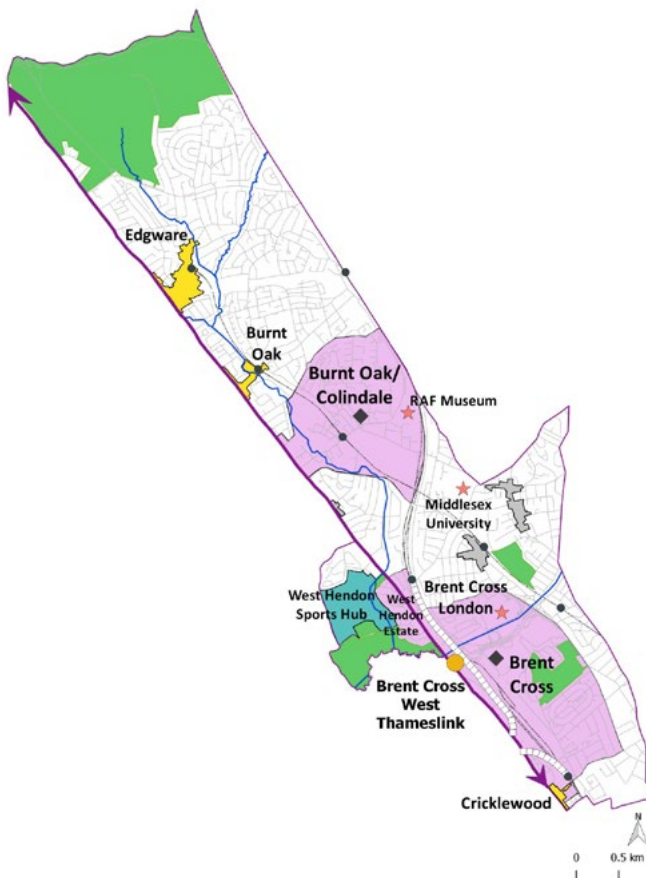 Edgware
Burnt
Oak
Burnt Oak/
Colindale
RAF Museum
Middlesex
University
West Hendon
Sports Hub
West
Hendon
Estate
Brent Cross
London
Brent
Cross
Brent Cross
West
Thameslink
Cricklewood
N
0 0.5 km